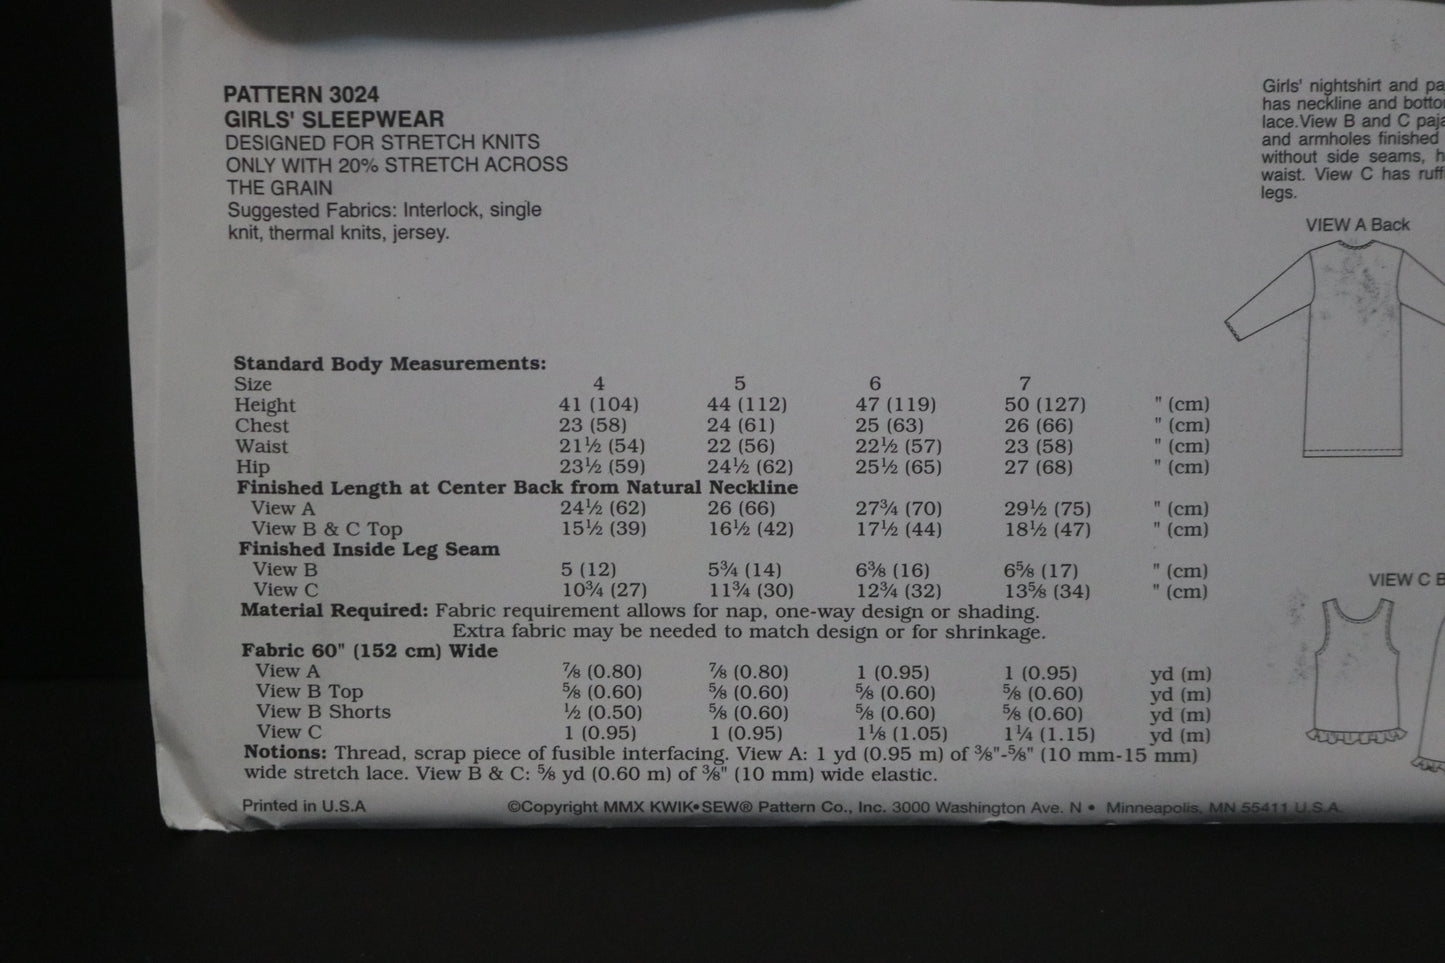 PATTERN 3024
GIRLS' SLEEPWEAR
DESIGNED FOR STRETCH KNITS
ONLY WITH 20% STRETCH ACROSS
THE GRAIN
Suggested Fabrics: Interlock, single
knit, thermal knits, jersey.
Girls' nightshirt and
has neckline and
lace.View B and C
and armholes finished
without side seams,
waist. View C has
legs.
VIEW A Back
Standard Body Measurements:
Size 4 5 6 7
Height 41 (104) 44 (112) 47 (119) 50 (127) " (cm)
Chest 23 (58) 24 (61) 25 (63) 26 (66) " (cm)
Waist 21½ (54) 22 (56) 22½ (57) 23 (58) " (cm)
Hip 23½ (59) 24½ (62) 25½ (65) 27 (68) " (cm)
Finished Length at Center Back from Natural Neckline
View A 24½ (62) 26 (66) 27¾ (70) 29½ (75) " (cm)
View B & C Top 15½ (39) 16½ (42) 17½ (44) 18½ (47) " (cm)
Finished Inside Leg Seam
View B 5 (12) 5¾ (14) 6⅜ (16) 6⅝ (17) " (cm)
View C 10¾ (27) 11¾ (30) 12¾ (32) 13⅝ (34) " (cm)
Material Required: Fabric requirement allows for nap, one-way design or shading.
Extra fabric may be needed to match design or for shrinkage.
Fabric 60" (152 cm) Wide
View A ⅞ (0.80) ⅞ (0.80) 1 (0.95) 1 (0.95) yd (m)
View B Top ⅝ (0.60) ⅝ (0.60) ⅝ (0.60) ⅝ (0.60) yd (m)
View B Shorts ½ (0.50) ⅝ (0.60) ⅝ (0.60) ⅝ (0.60) yd (m)
View C 1 (0.95) 1 (0.95) 1⅛ (1.05) 1¼ (1.15) yd (m)
Notions: Thread, scrap piece of fusible interfacing. View A: 1 yd (0.95 m) of ⅜"-⅝" (10 mm-15 mm)
wide stretch lace. View B & C: ⅝ yd (0.60 m) of ⅜" (10 mm) wide elastic.
VIEW C
Printed in U.S.A
©Copyright MMX KWIK•SEW® Pattern Co., Inc. 3000 Washington Ave. N • Minneapolis, MN 55411 U.S.A.